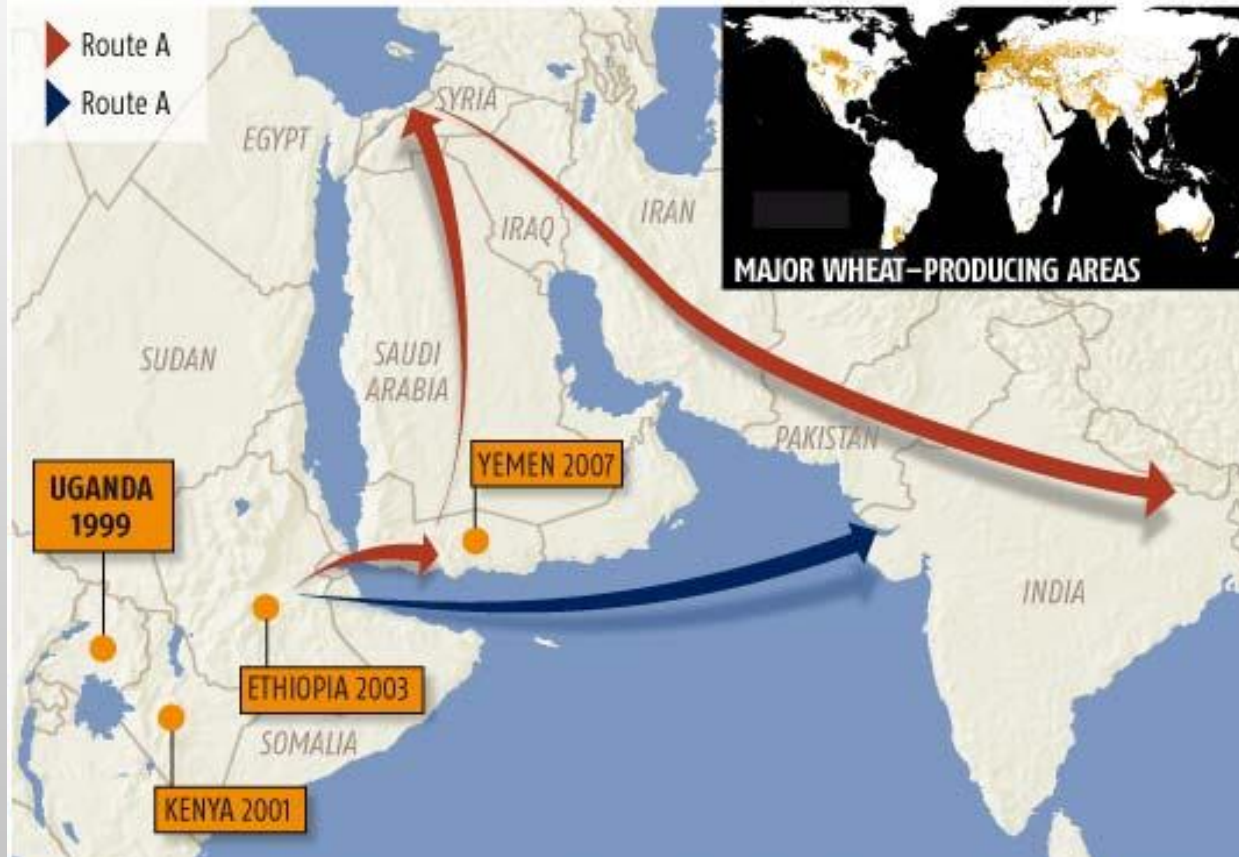 Route A
Route A
SYRIA
EGYPT
IRAQ
IRAN
MAJOR WHEAT–PRODUCING AREAS
SUDAN
SAUDI
ARABIA
PAKISTAN
YEMEN 2007
UGANDA
1999
INDIA
ETHIOPIA 2003
SOMALIA
KENYA 2001